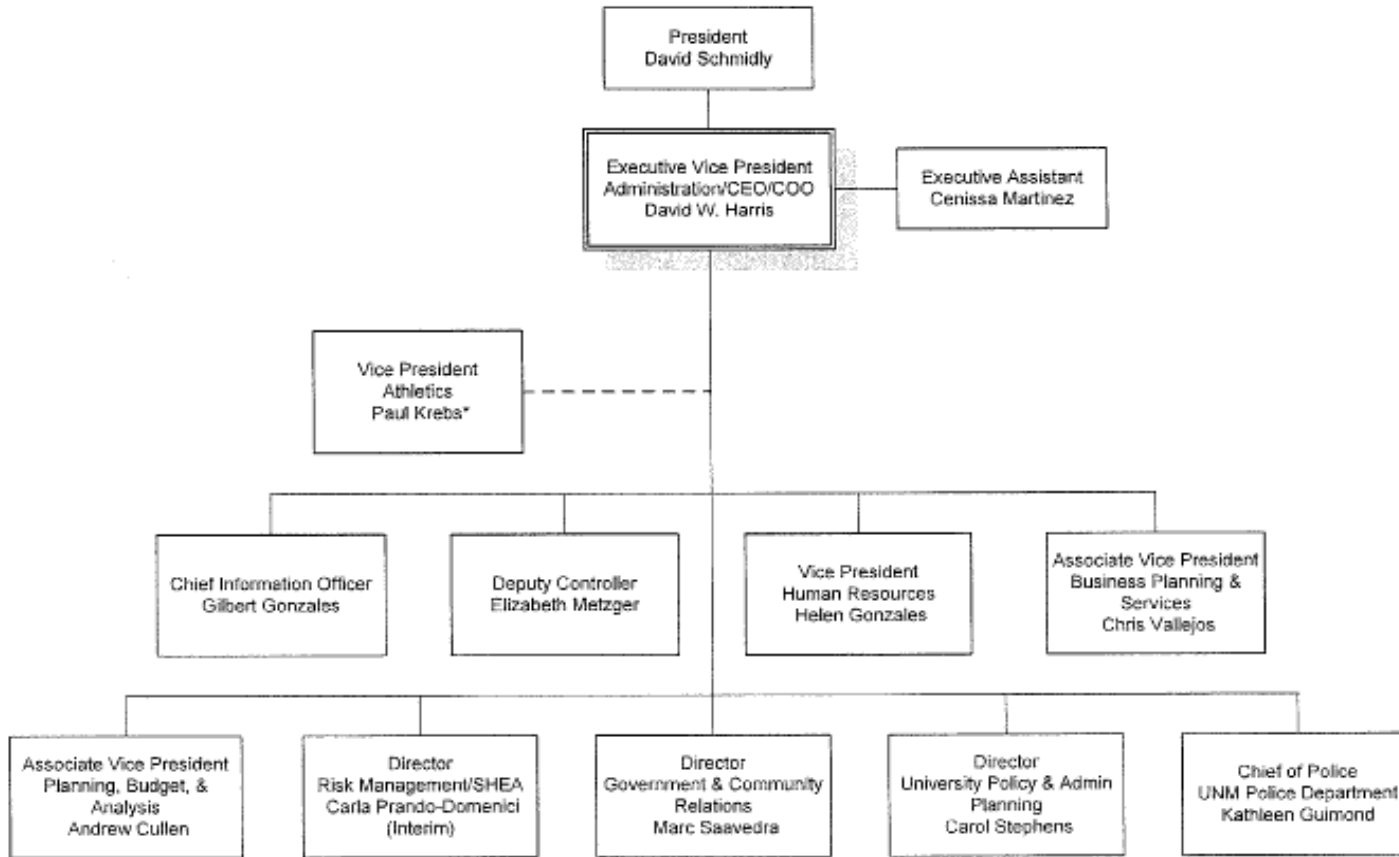 President
David Schmidly
Executive Vice President
Administration/CEO/COO
David W. Harris
Executive Assistant
Cenissa Martinez
Vice President
Athletics
Paul Krebs*
Chief Information Officer
Gilbert Gonzales
Deputy Controller
Elizabeth Metzger
Vice President
Human Resources
Helen Gonzales
Associate Vice President
Business Planning &
Services
Chris Vallejos
Associate Vice President
Planning, Budget, &
Analysis
Andrew Cullen
Director
Risk Management/SHEA
Carla Prando-Domenici
(Interim)
Director
Government & Community
Relations
Marc Saavedra
Director
University Policy & Admin
Planning
Carol Stephens
Chief of Police
UNM Police Department
Kathleen Guimond